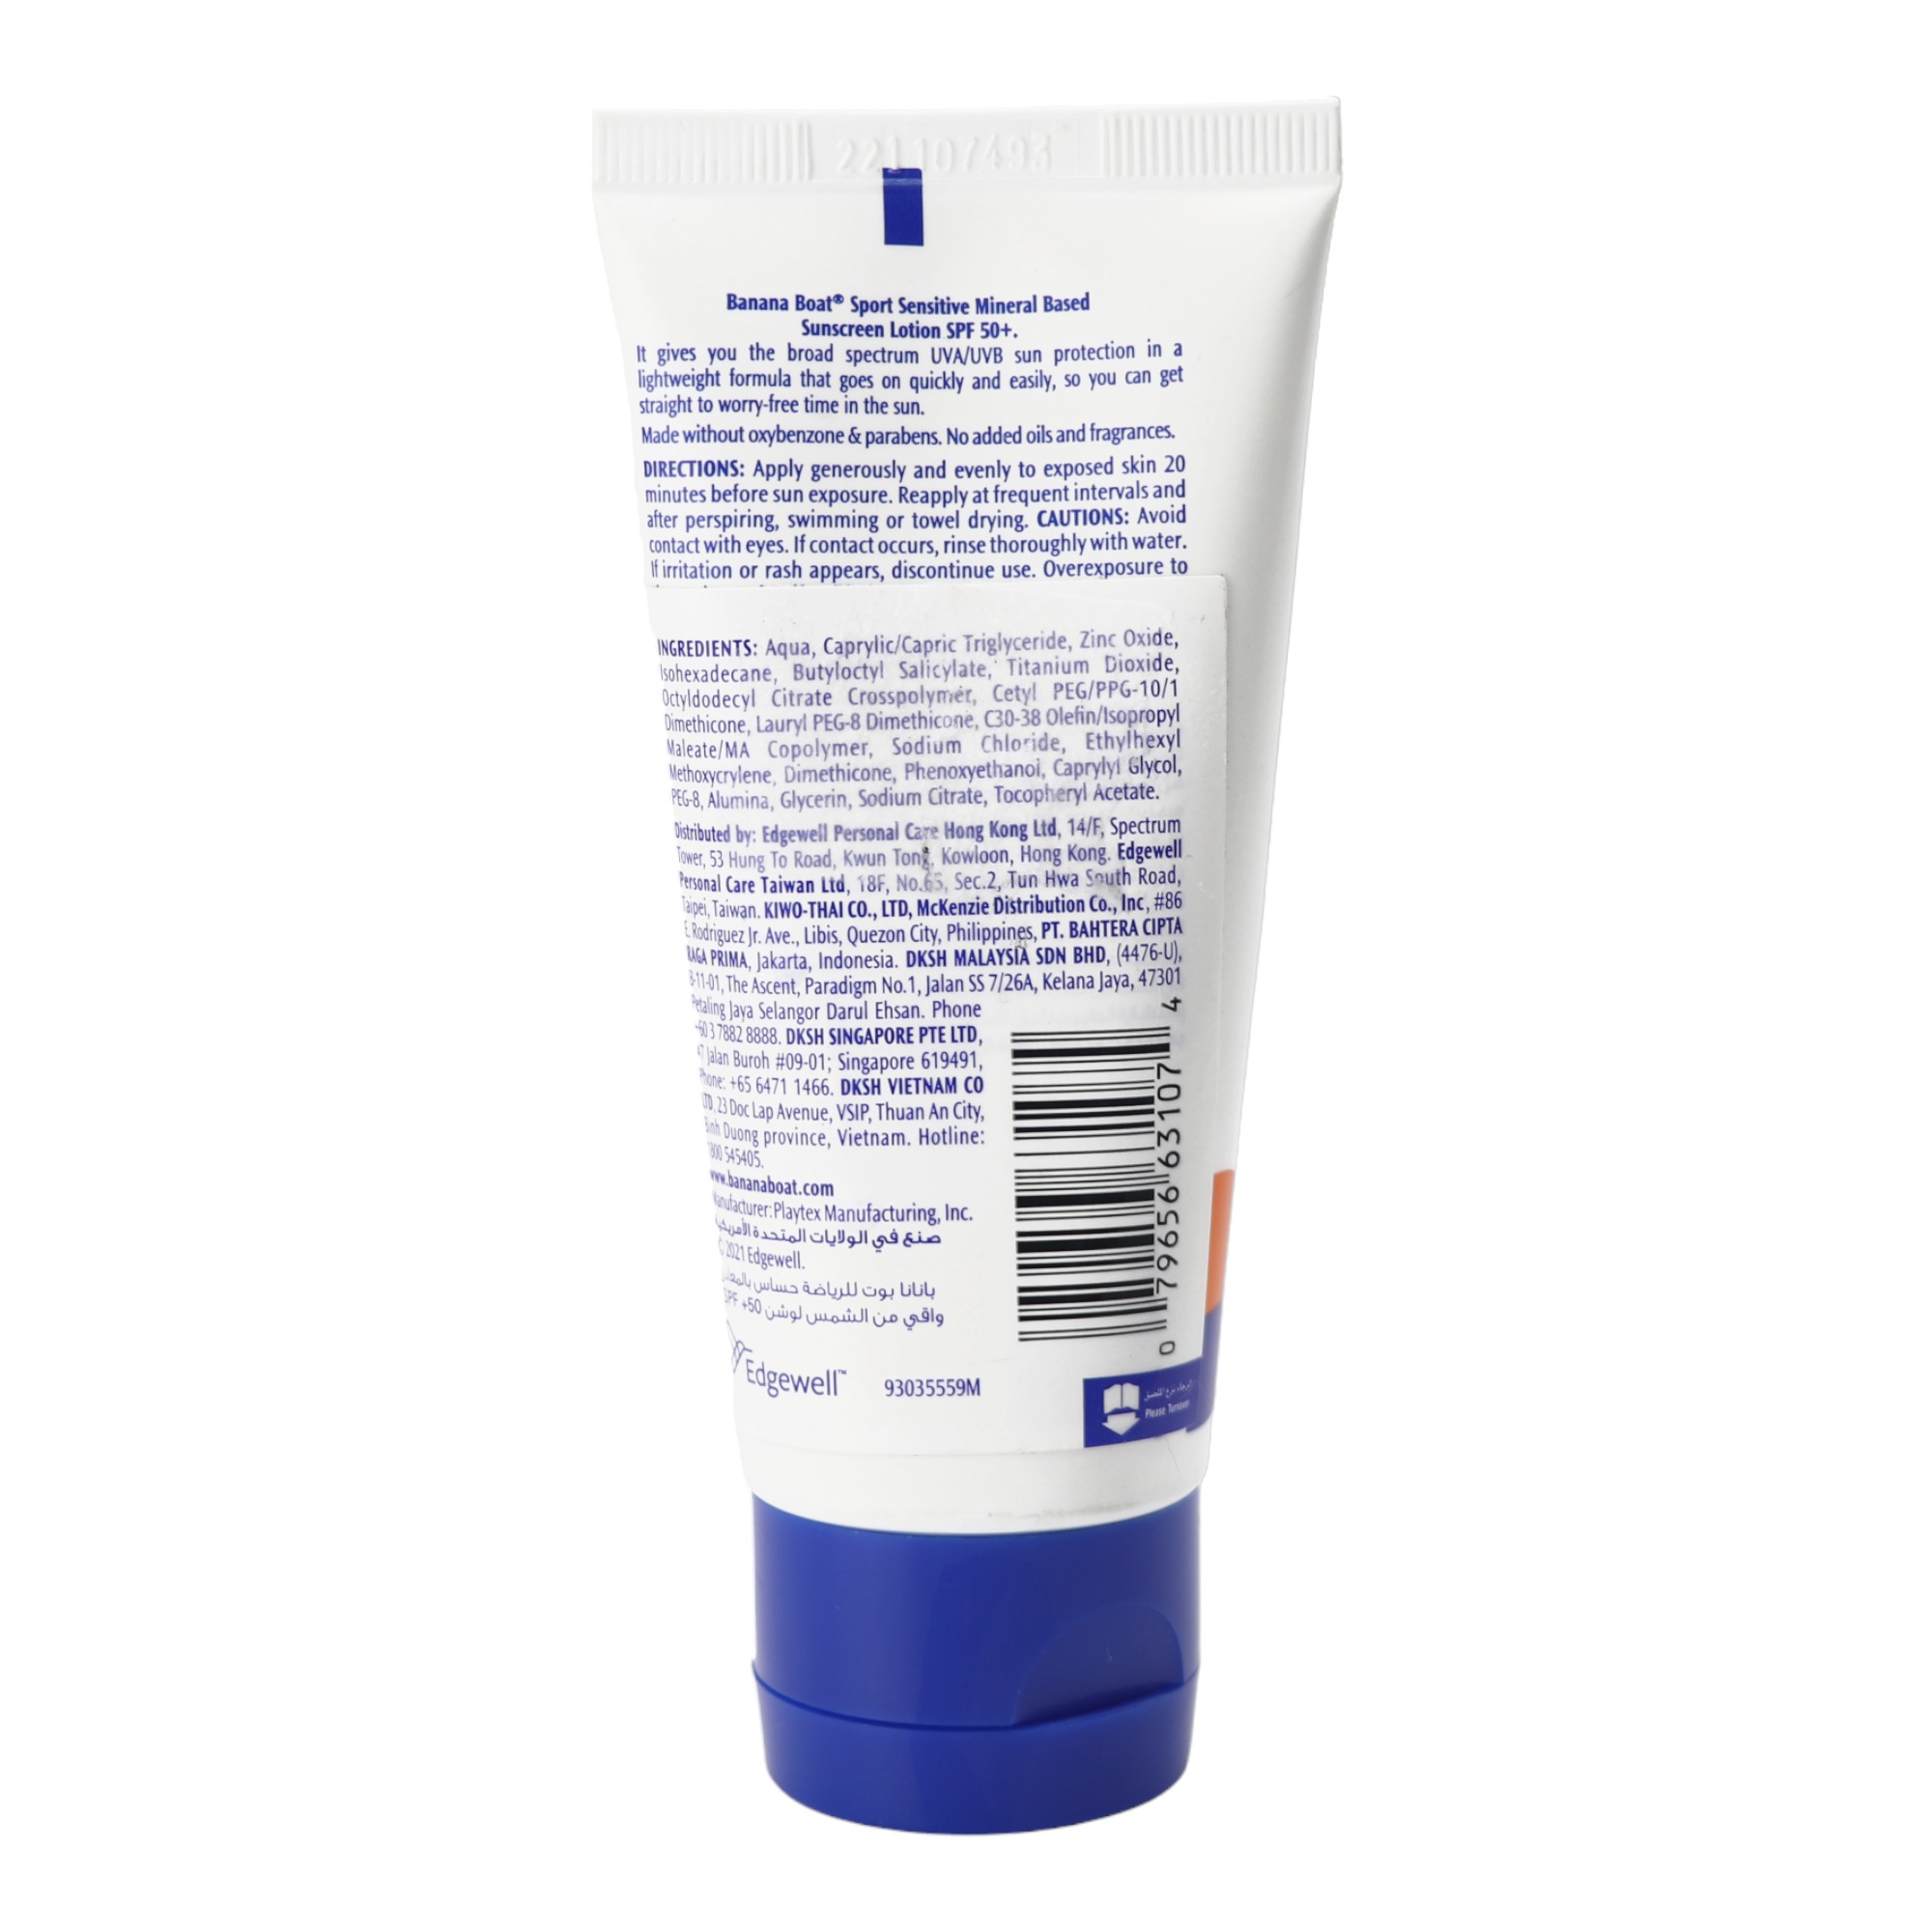 221107493
Banana Boat® Sport Sensitive Mineral Based
Sunscreen Lotion SPF 50+.
It gives you the broad spectrum UVA/UVB sun protection in a
lightweight formula that goes on quickly and easily, so you can get
straight to worry-free time in the sun.
Made without oxybenzone & parabens. No added oils and fragrances.
DIRECTIONS: Apply generously and evenly to exposed skin 20
minutes before sun exposure. Reapply at frequent intervals and
after perspiring, swimming or towel drying. CAUTIONS: Avoid
contact with eyes. If contact occurs, rinse thoroughly with water.
If irritation or rash appears, discontinue use. Overexposure to
INGREDIENTS: Aqua, Caprylic/Capric Triglyceride, Zinc Oxide,
Isohexadecane, Butyloctyl Salicylate, Titanium Dioxide,
Octyldodecyl Citrate Crosspolymer, Cetyl PEG/PPG-10/1
Dimethicone, Lauryl PEG-8 Dimethicone, C30-38 Olefin/Isopropyl
Maleate/MA Copolymer, Sodium Chloride, Ethylhexyl
Methoxycrylene, Dimethicone, Phenoxyethanol, Caprylyl Glycol,
PEG-8, Alumina, Glycerin, Sodium Citrate, Tocopheryl Acetate.
Distributed by: Edgewell Personal Care Hong Kong Ltd, 14/F, Spectrum
Tower, 53 Hung To Road, Kwun Tong, Kowloon, Hong Kong. Edgewell
Personal Care Taiwan Ltd, 18F, No.65, Sec.2, Tun Hwa South Road,
Taipei, Taiwan. KIWO-THAI CO., LTD, McKenzie Distribution Co., Inc, #86
E. Rodriguez Jr. Ave., Libis, Quezon City, Philippines, PT. BAHTERA CIPTA
RAGA PRIMA, Jakarta, Indonesia. DKSH MALAYSIA SDN BHD, (4476-U),
B-11-01, The Ascent, Paradigm No.1, Jalan SS 7/26A, Kelana Jaya, 47301
Petaling Jaya Selangor Darul Ehsan. Phone
+60 3 7882 8888. DKSH SINGAPORE PTE LTD,
47 Jalan Buroh #09-01; Singapore 619491,
Phone: +65 6471 1466. DKSH VIETNAM CO
LTD, 23 Doc Lap Avenue, VSIP, Thuan An City,
Binh Duong province, Vietnam. Hotline:
1800 545405.
www.bananaboat.com
Manufacturer: Playtex Manufacturing, Inc.
صنع في الولايات المتحدة الأمريكية
© 2021 Edgewell.
بانانا بوت للرياضة حساس
واقي من الشمس لوشن SPF +50
Edgewell™
93035559M
0 79656 63107 4
Please Turnover